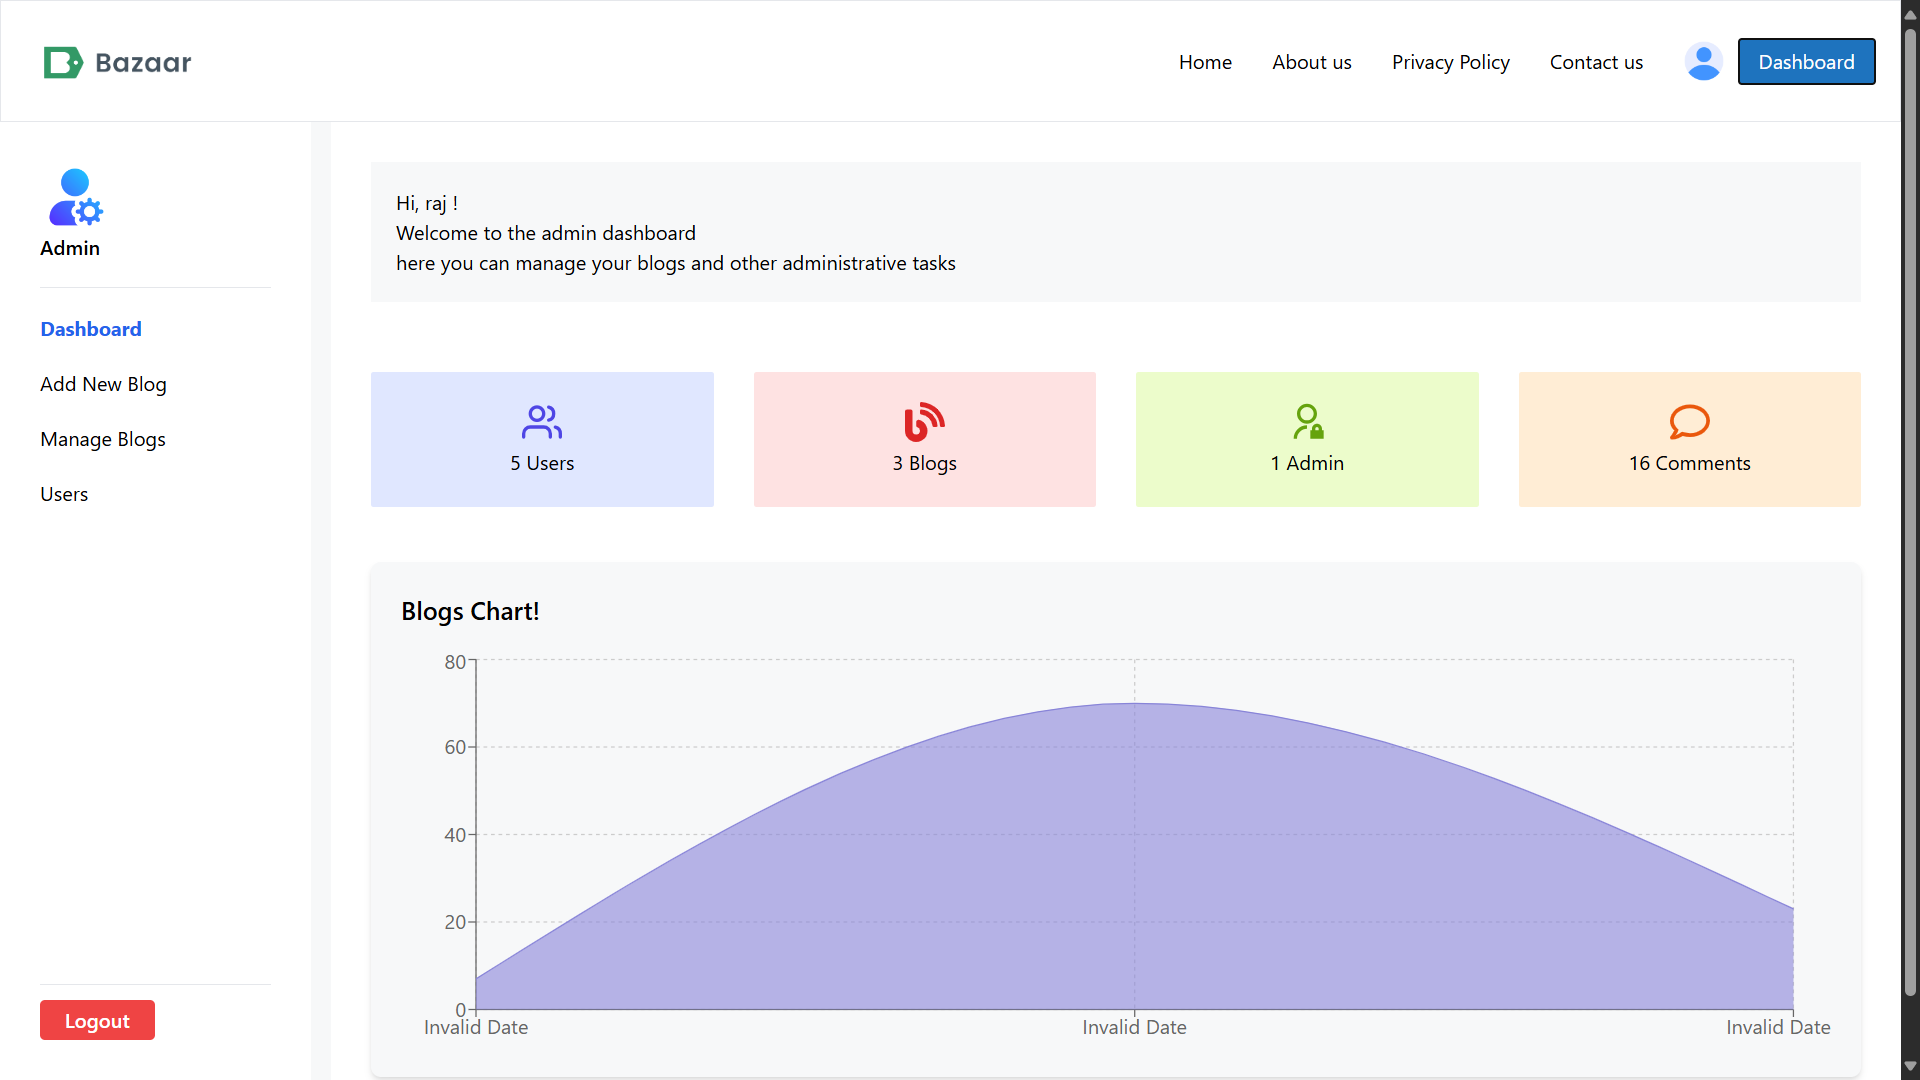 Bazaar
Home
About us
Privacy Policy
Contact us
Dashboard
Admin
Dashboard
Add New Blog
Manage Blogs
Users
Logout
Hi, raj !
Welcome to the admin dashboard
here you can manage your blogs and other administrative tasks
5 Users
3 Blogs
1 Admin
16 Comments
Blogs Chart!
80
60
40
20
0
Invalid Date
Invalid Date
Invalid Date